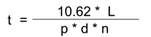 t = 10.62 * L
p * d * n